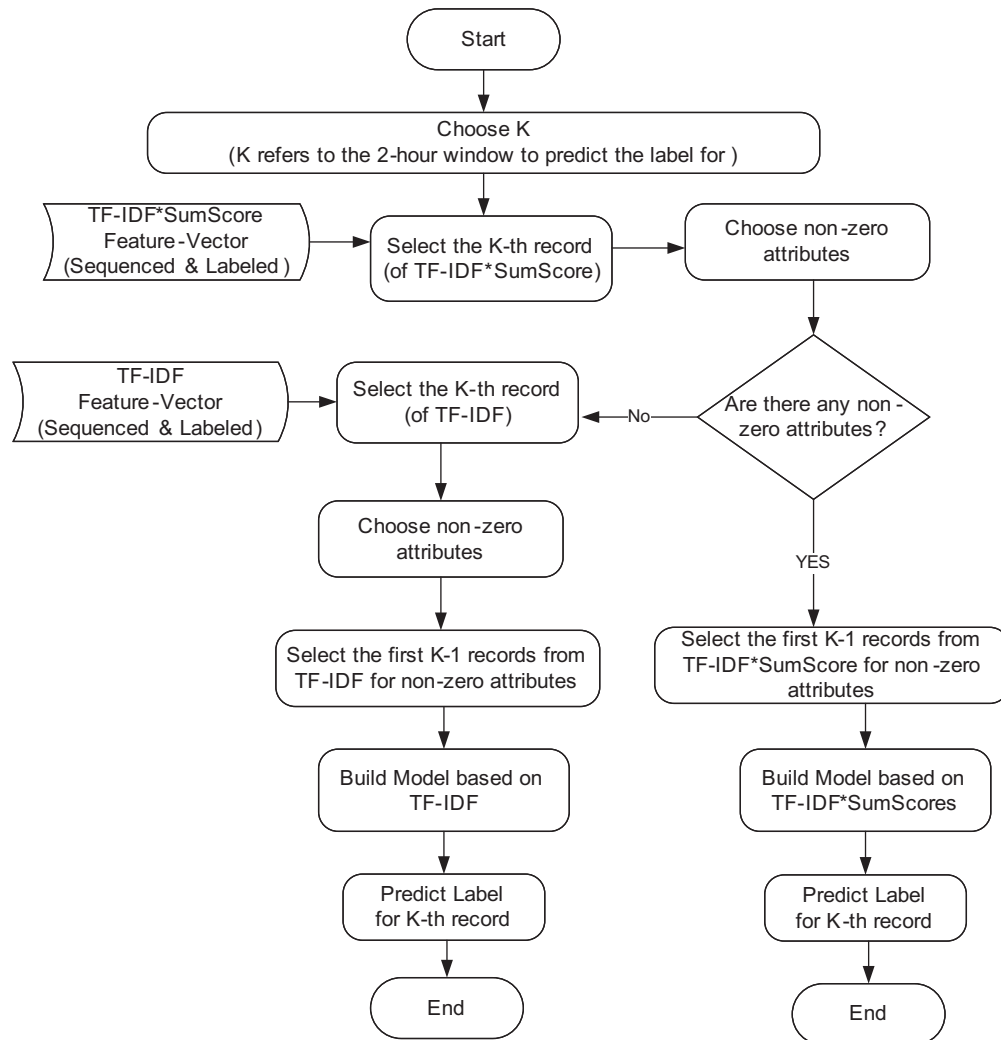 Start
Choose K
(K refers to the 2-hour window to predict the label for )
TF-IDF*SumScore
Feature-Vector
(Sequenced & Labeled )
Select the K-th record
(of TF-IDF*SumScore)
Choose non-zero
attributes
TF-IDF
Feature-Vector
(Sequenced & Labeled)
Select the K-th record
(of TF-IDF)
No
Are there any non -
zero attributes?
Choose non-zero
attributes
YES
Select the first K-1 records from
TF-IDF for non-zero attributes
Select the first K-1 records from
TF-IDF*SumScore for non -zero
attributes
Build Model based on
TF-IDF
Build Model based on
TF-IDF*SumScores
Predict Label
for K-th record
Predict Label
for K-th record
End
End